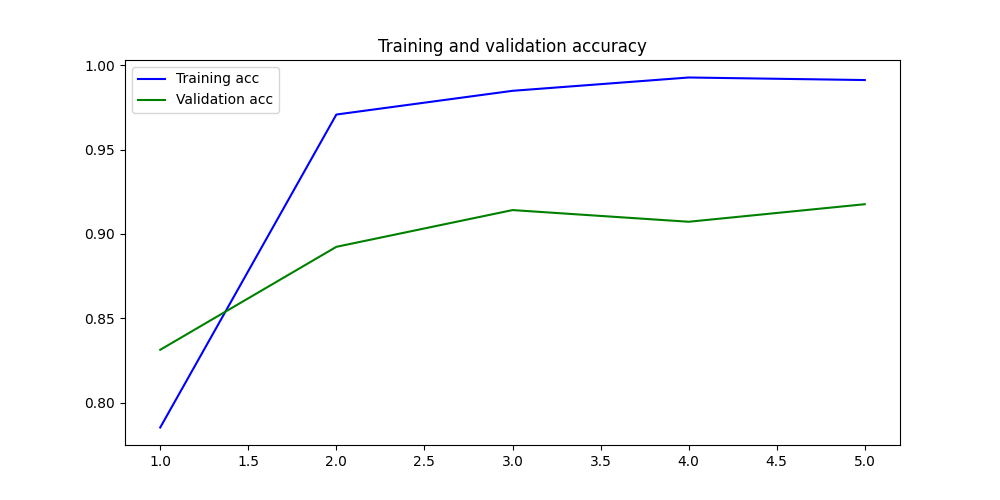 Training and validation accuracy
Training acc
Validation acc
1.00
0.95
0.90
0.85
0.80
1.0 1.5 2.0 2.5 3.0 3.5 4.0 4.5 5.0